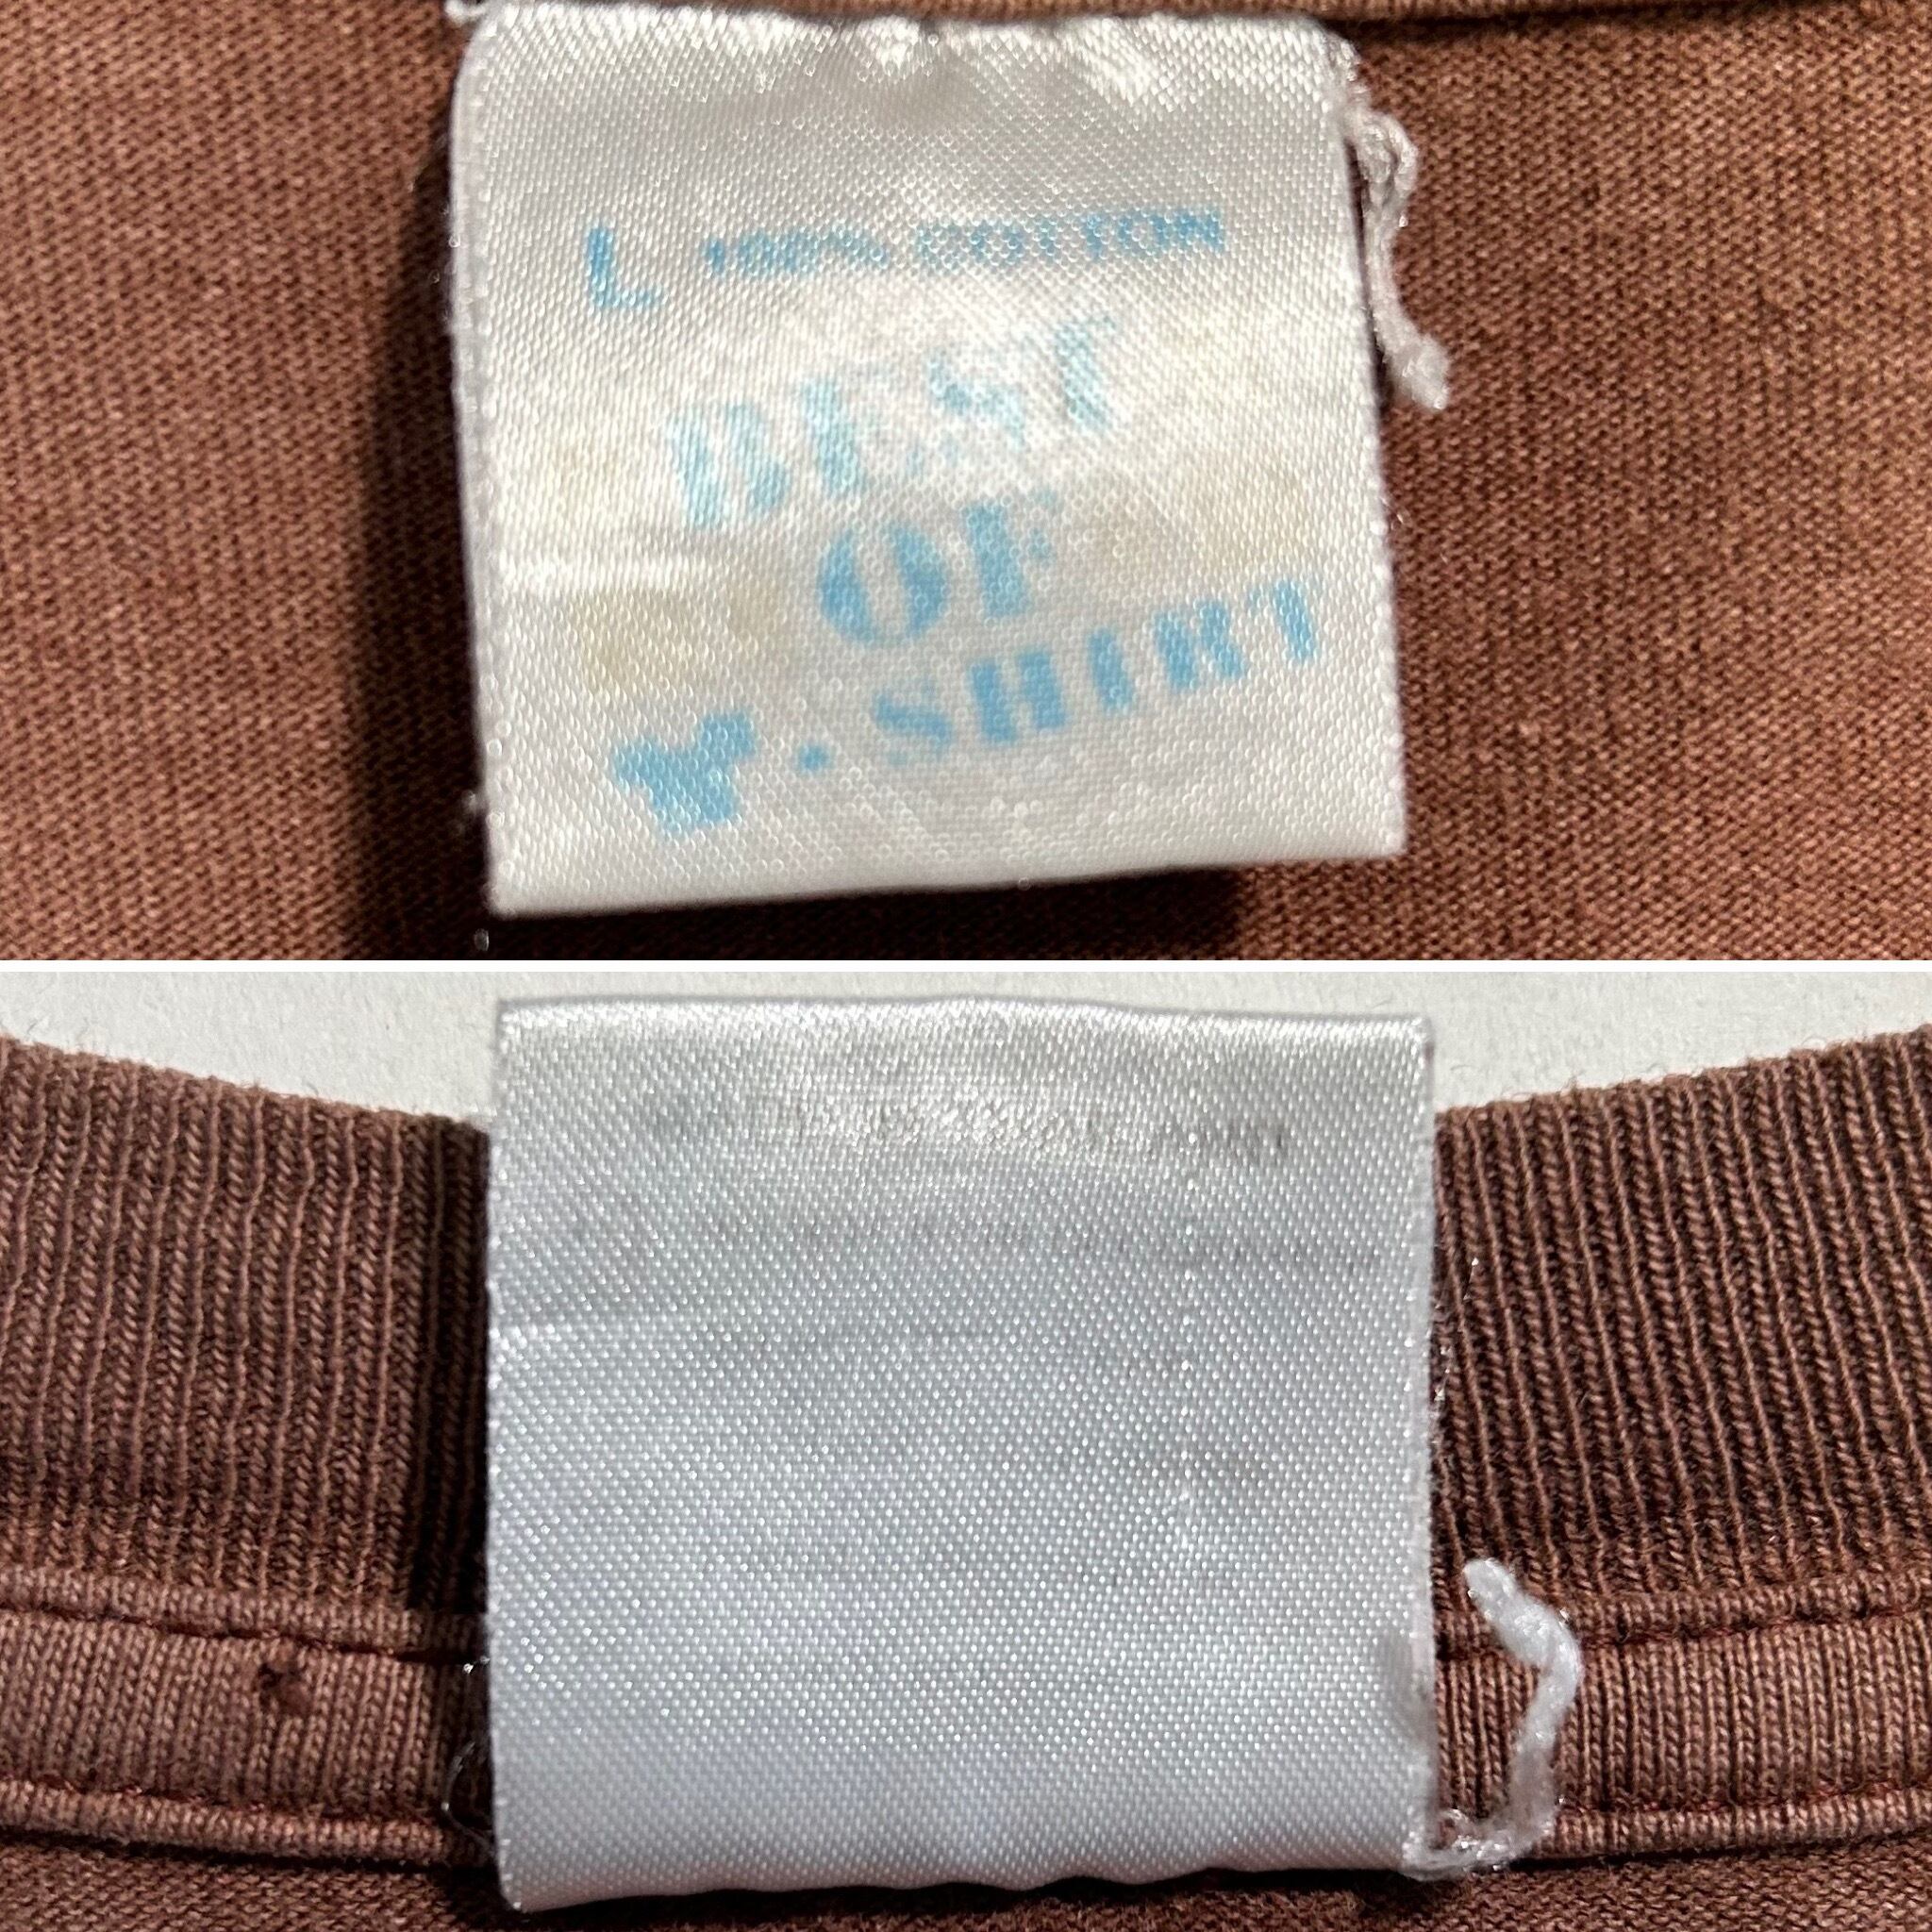 L 100% COTTON
BEST
OF
. SHIRT